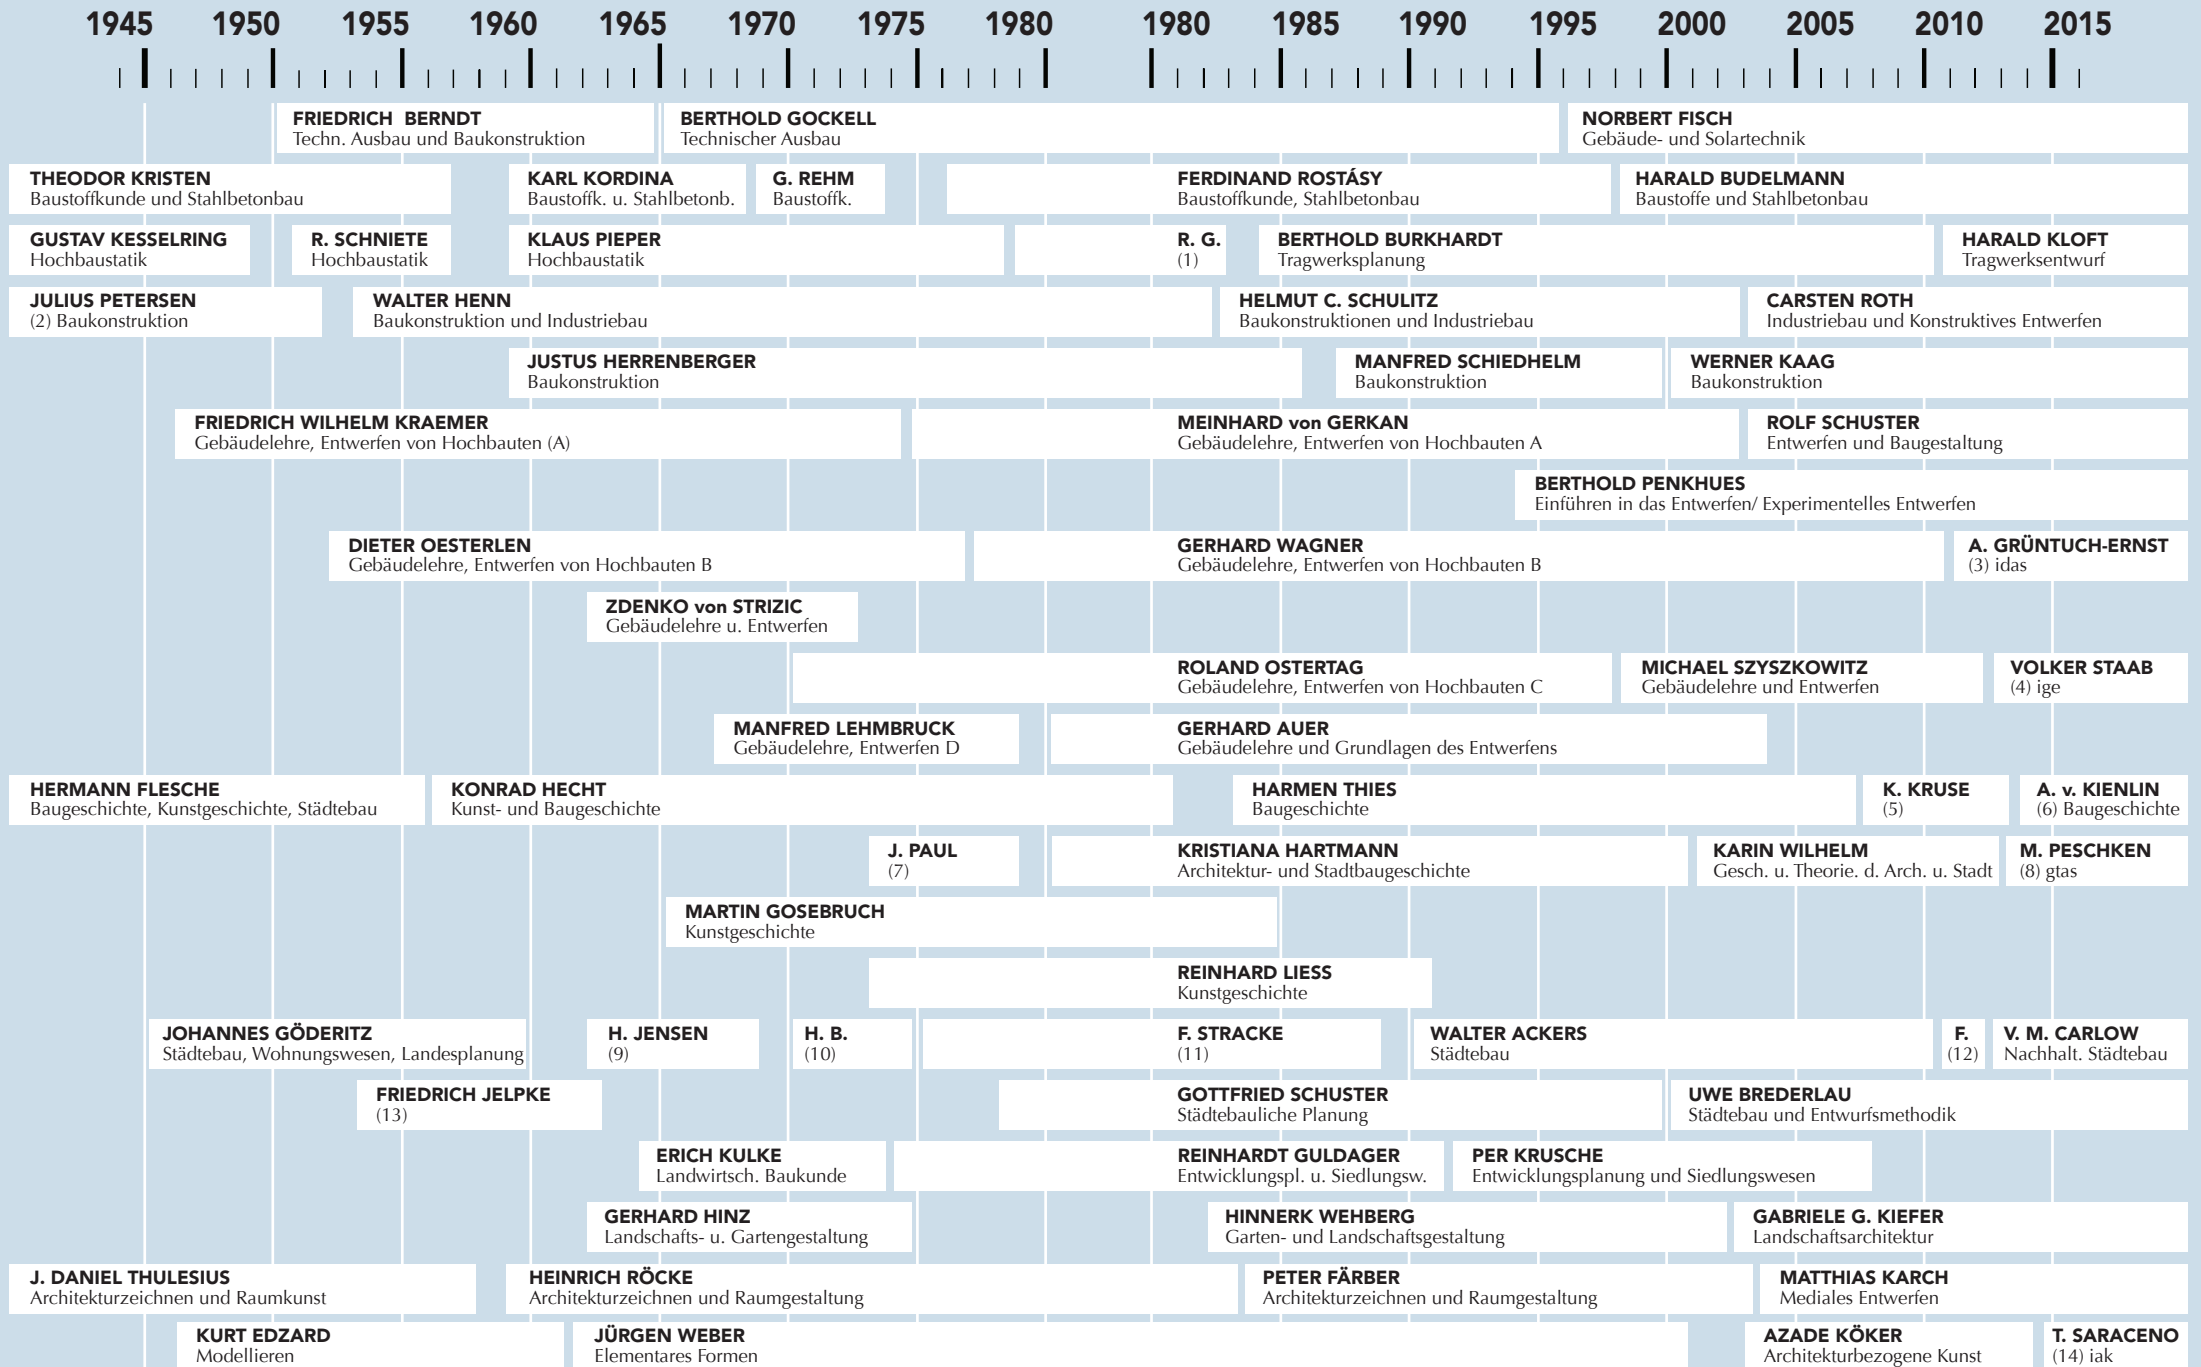 1945 1950 1955 1960 1965 1970 1975 1980 1980 1985 1990 1995 2000 2005 2010 2015
FRIEDRICH BERNDT
Techn. Ausbau und Baukonstruktion
BERTHOLD GOCKELL
Technischer Ausbau
NORBERT FISCH
Gebäude- und Solartechnik
THEODOR KRISTEN
Baustoffkunde und Stahlbetonbau
KARL KORDINA
Baustoffk. u. Stahlbetonb.
G. REHM
Baustoffk.
FERDINAND ROSTÁSY
Baustoffkunde, Stahlbetonbau
HARALD BUDELMANN
Baustoffe und Stahlbetonbau
GUSTAV KESSELRING
Hochbaustatik
R. SCHNIETE
Hochbaustatik
KLAUS PIEPER
Hochbaustatik
R. G.
(1)
BERTHOLD BURKHARDT
Tragwerksplanung
HARALD KLOFT
Tragwerksentwurf
JULIUS PETERSEN
(2) Baukonstruktion
WALTER HENN
Baukonstruktion und Industriebau
HELMUT C. SCHULITZ
Baukonstruktionen und Industriebau
CARSTEN ROTH
Industriebau und Konstruktives Entwerfen
JUSTUS HERRENBERGER
Baukonstruktion
MANFRED SCHIEDHELM
Baukonstruktion
WERNER KAAG
Baukonstruktion
FRIEDRICH WILHELM KRAEMER
Gebäudelehre, Entwerfen von Hochbauten (A)
MEINHARD von GERKAN
Gebäudelehre, Entwerfen von Hochbauten A
ROLF SCHUSTER
Entwerfen und Baugestaltung
BERTHOLD PENKHUES
Einführen in das Entwerfen/ Experimentelles Entwerfen
DIETER OESTERLEN
Gebäudelehre, Entwerfen von Hochbauten B
GERHARD WAGNER
Gebäudelehre, Entwerfen von Hochbauten B
A. GRÜNTUCH-ERNST
(3) idas
ZDENKO von STRIZIC
Gebäudelehre u. Entwerfen
ROLAND OSTERTAG
Gebäudelehre, Entwerfen von Hochbauten C
MICHAEL SZYSZKOWITZ
Gebäudelehre und Entwerfen
VOLKER STAAB
(4) ige
MANFRED LEHMBRUCK
Gebäudelehre, Entwerfen D
GERHARD AUER
Gebäudelehre und Grundlagen des Entwerfens
HERMANN FLESCHE
Baugeschichte, Kunstgeschichte, Städtebau
KONRAD HECHT
Kunst- und Baugeschichte
HARMEN THIES
Baugeschichte
K. KRUSE
(5)
A. v. KIENLIN
(6) Baugeschichte
J. PAUL
(7)
KRISTIANA HARTMANN
Architektur- und Stadtbaugeschichte
KARIN WILHELM
Gesch. u. Theorie. d. Arch. u. Stadt
M. PESCHKEN
(8) gtas
MARTIN GOSEBRUCH
Kunstgeschichte
REINHARD LIESS
Kunstgeschichte
JOHANNES GÖDERITZ
Städtebau, Wohnungswesen, Landesplanung
H. JENSEN
(9)
H. B.
(10)
F. STRACKE
(11)
WALTER ACKERS
Städtebau
F.
(12)
V. M. CARLOW
Nachhalt. Städtebau
FRIEDRICH JELPKE
(13)
GOTTFRIED SCHUSTER
Städtebauliche Planung
UWE BREDERLAU
Städtebau und Entwurfsmethodik
ERICH KULKE
Landwirtsch. Baukunde
REINHARDT GULDAGER
Entwicklungspl. u. Siedlungsw.
PER KRUSCHE
Entwicklungsplanung und Siedlungswesen
GERHARD HINZ
Landschafts- u. Gartengestaltung
HINNERK WEHBERG
Garten- und Landschaftsgestaltung
GABRIELE G. KIEFER
Landschaftsarchitektur
J. DANIEL THULESIUS
Architekturzeichnen und Raumkunst
HEINRICH RÖCKE
Architekturzeichnen und Raumgestaltung
PETER FÄRBER
Architekturzeichnen und Raumgestaltung
MATTHIAS KARCH
Mediales Entwerfen
KURT EDZARD
Modellieren
JÜRGEN WEBER
Elementares Formen
AZADE KÖKER
Architekturbezogene Kunst
T. SARACENO
(14) iak